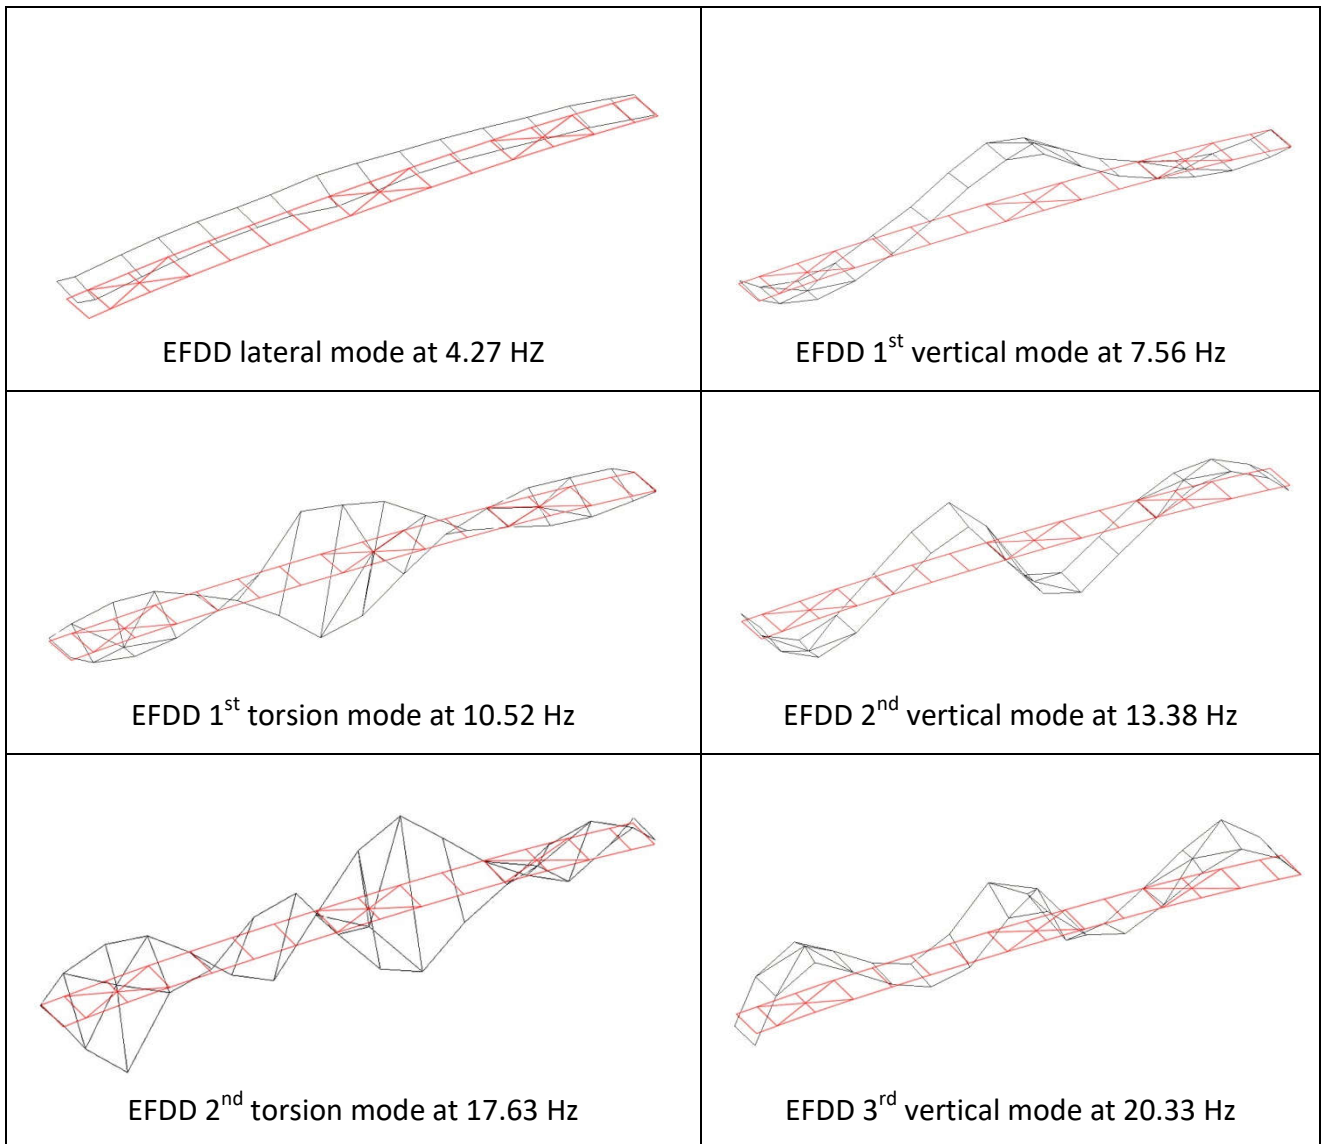 EFDD lateral mode at 4.27 HZ
EFDD 1st vertical mode at 7.56 Hz
EFDD 1st torsion mode at 10.52 Hz
EFDD 2nd vertical mode at 13.38 Hz
EFDD 2nd torsion mode at 17.63 Hz
EFDD 3rd vertical mode at 20.33 Hz